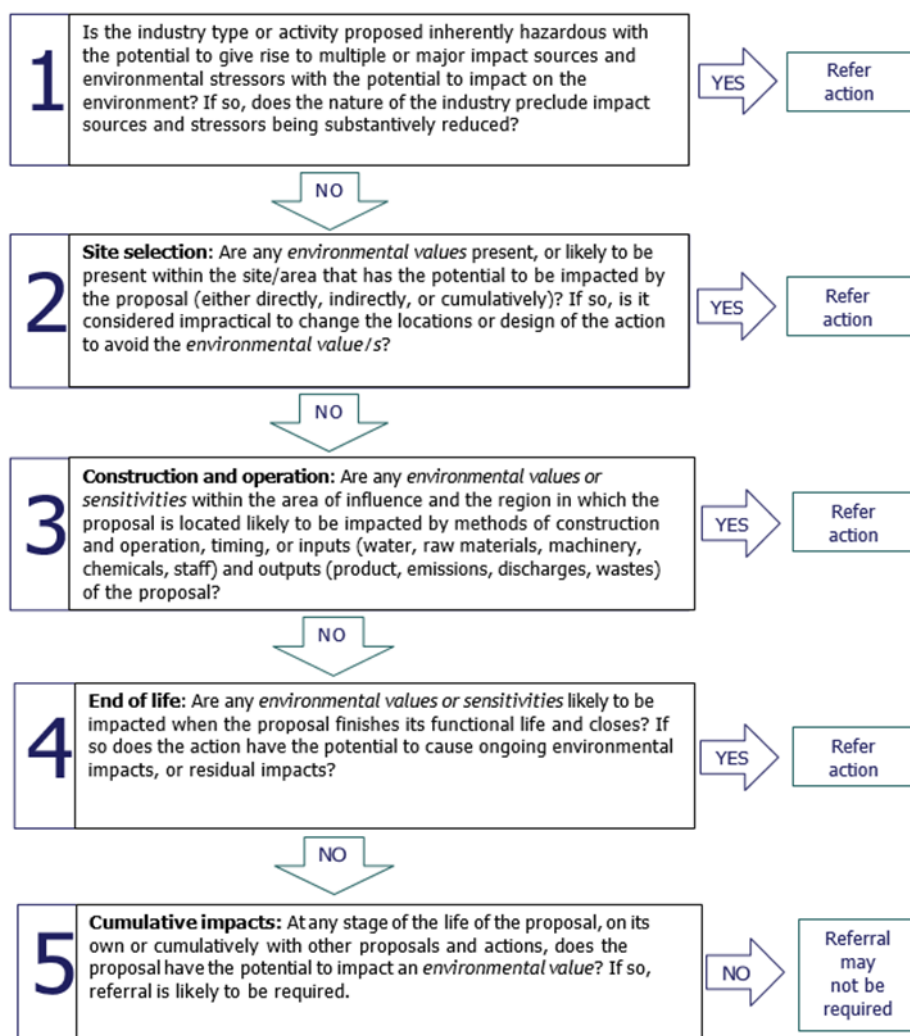 1
Is the industry type or activity proposed inherently hazardous with
the potential to give rise to multiple or major impact sources and
environmental stressors with the potential to impact on the
environment? If so, does the nature of the industry preclude impact
sources and stressors being substantively reduced?
YES
Refer
action
NO
2
Site selection: Are any environmental values present, or likely to be
present within the site/area that has the potential to be impacted by
the proposal (either directly, indirectly, or cumulatively)? If so, is it
considered impractical to change the locations or design of the action
to avoid the environmental value/s?
YES
Refer
action
NO
3
Construction and operation: Are any environmental values or
sensitivities within the area of influence and the region in which the
proposal is located likely to be impacted by methods of construction
and operation, timing, or inputs (water, raw materials, machinery,
chemicals, staff) and outputs (product, emissions, discharges, wastes)
of the proposal?
YES
Refer
action
NO
4
End of life: Are any environmental values or sensitivities likely to be
impacted when the proposal finishes its functional life and closes? If
so does the action have the potential to cause ongoing environmental
impacts, or residual impacts?
YES
Refer
action
NO
5
Cumulative impacts: At any stage of the life of the proposal, on its
own or cumulatively with other proposals and actions, does the
proposal have the potential to impact an environmental value? If so,
referral is likely to be required.
NO
Referral
may
not be
required